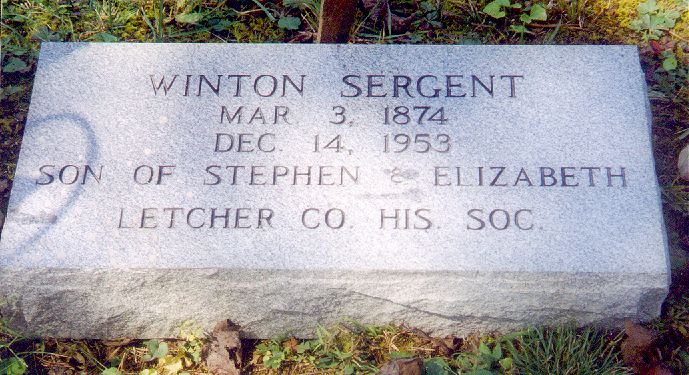 WINTON SERGENT
MAR 3, 1874
DEC. 14, 1953
SON OF STEPHEN & ELIZABETH
LETCHER CO. HIS. SOC.